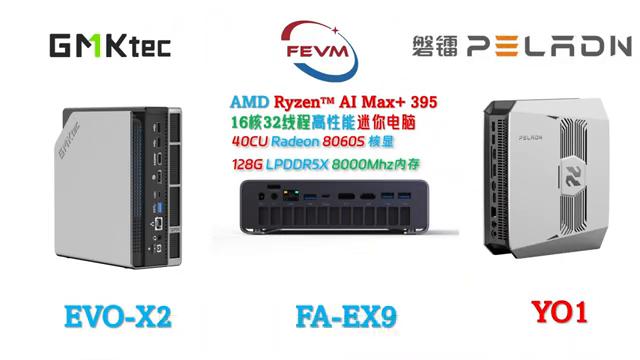 GMKtec
FEVM
磐镭 PELADN
AMD Ryzen™ AI Max+ 395
16核32线程高性能迷你电脑
40CU Radeon 8060S 核显
128G LPDDR5X 8000Mhz内存
GMKtec
PELADN
EVO-X2
FA-EX9
YO1